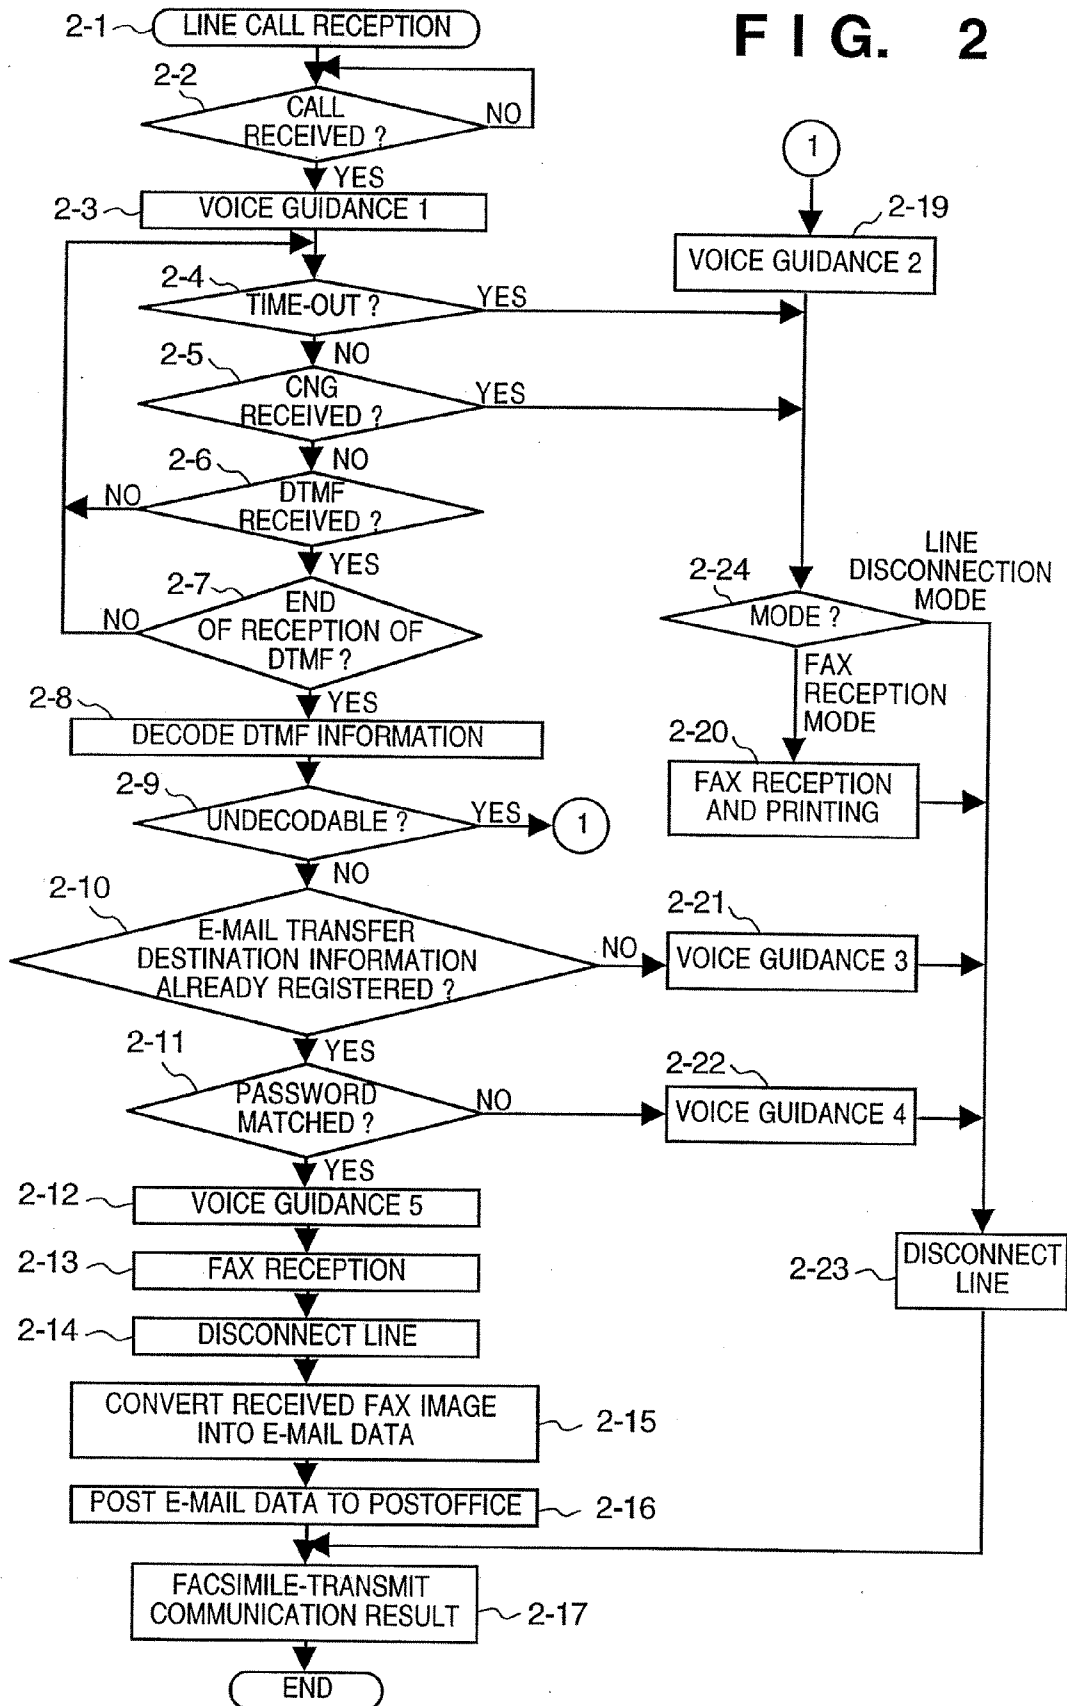 FIG. 2
2-1
LINE CALL RECEPTION
2-2
CALL
RECEIVED ?
NO
YES
2-3
VOICE GUIDANCE 1
2-4
TIME-OUT ?
YES
NO
2-5
CNG
RECEIVED ?
YES
NO
2-6
DTMF
RECEIVED ?
NO
YES
2-7
END
OF RECEPTION OF
DTMF ?
NO
YES
2-8
DECODE DTMF INFORMATION
2-9
UNDECODABLE ?
YES
1
NO
2-10
E-MAIL TRANSFER
DESTINATION INFORMATION
ALREADY REGISTERED ?
NO
YES
2-11
PASSWORD
MATCHED ?
NO
YES
2-12
VOICE GUIDANCE 5
2-13
FAX RECEPTION
2-14
DISCONNECT LINE
CONVERT RECEIVED FAX IMAGE
INTO E-MAIL DATA
2-15
POST E-MAIL DATA TO POSTOFFICE
2-16
FACSIMILE-TRANSMIT
COMMUNICATION RESULT
2-17
END
1
2-19
VOICE GUIDANCE 2
2-24
MODE ?
LINE
DISCONNECTION
MODE
FAX
RECEPTION
MODE
2-20
FAX RECEPTION
AND PRINTING
2-21
VOICE GUIDANCE 3
2-22
VOICE GUIDANCE 4
2-23
DISCONNECT
LINE